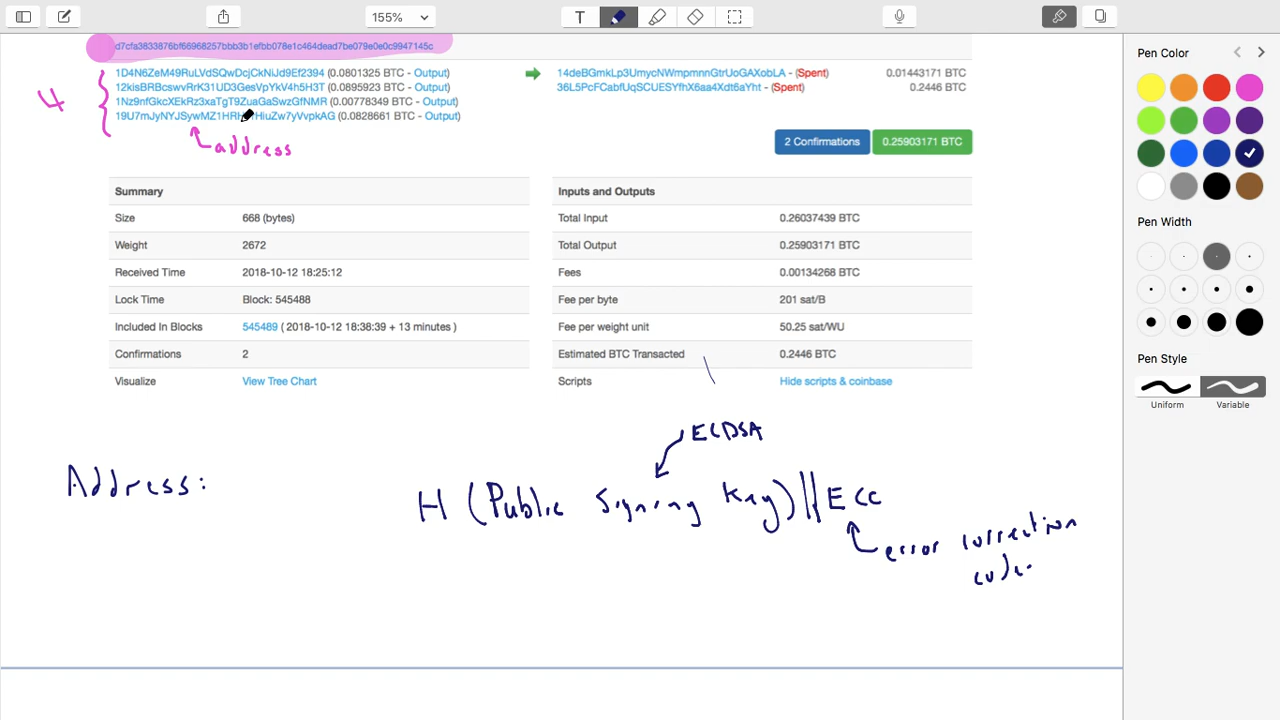 155%
T
d7cfa3833876bf66968257bbb3b1efbb078e1c464dead7be079e0e0c9947145c
1D4N6ZeM49RuLVdSQwDcjCkNiJd9Ef2394 (0.0801325 BTC - Output)
12kisBRBcswvRrK31UD3GesVpYkV4h5H3T (0.0895923 BTC - Output)
1Nz9nfGkcXEkRz3xaTgT9ZuaGaSwzGfNMR (0.00778349 BTC - Output)
(0.0828661 BTC - Output)
14deBGmkLp3UmycNWmpmnnGtrUoGAXobLA - (Spent) 0.01443171 BTC
36L5PcFCabfUqSCUESYfhX6aa4Xdt6aYht - (Spent) 0.2446 BTC
4
address
2 Confirmations 0.25903171 BTC
Summary
Size 668 (bytes)
Weight 2672
Received Time 2018-10-12 18:25:12
Lock Time Block: 545488
Included In Blocks 545489 ( 2018-10-12 18:38:39 + 13 minutes )
Confirmations 2
Visualize View Tree Chart
Inputs and Outputs
Total Input 0.26037439 BTC
Total Output 0.25903171 BTC
Fees 0.00134268 BTC
Fee per byte 201 sat/B
Fee per weight unit 50.25 sat/WU
Estimated BTC Transacted 0.2446 BTC
Scripts Hide scripts & coinbase
ECDSA
Address: H (Public Signing Key) || ECC
error correction
code
Pen Color
Pen Width
Pen Style
Uniform Variable